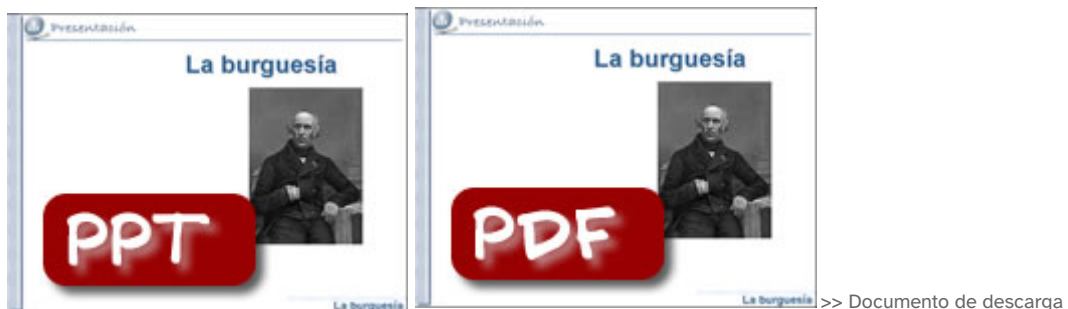 Presentación
La burguesía
PPT
La burguesía
Presentación
La burguesía
PDF
La burguesía
>> Documento de descarga